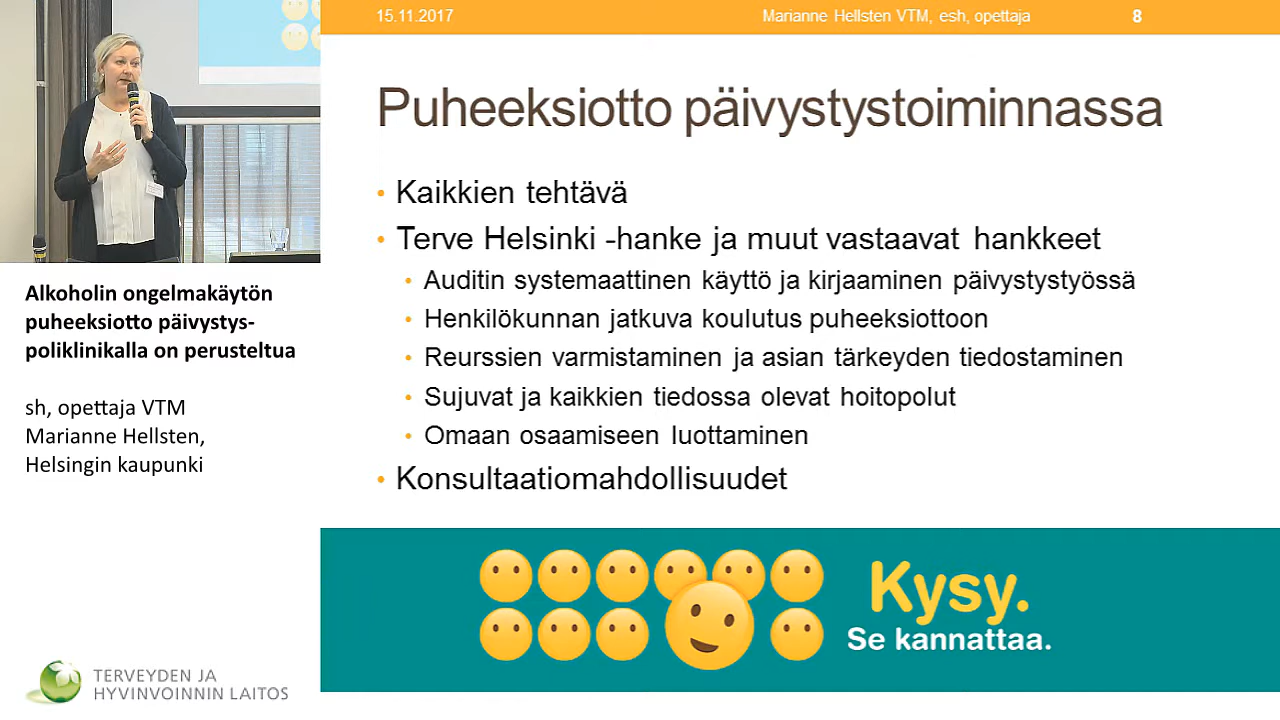 15.11.2017
Marianne Hellsten VTM, esh, opettaja
8
Puheeksiotto päivystystoiminnassa
• Kaikkien tehtävä
• Terve Helsinki -hanke ja muut vastaavat hankkeet
• Auditin systemaattinen käyttö ja kirjaaminen päivystystyössä
• Henkilökunnan jatkuva koulutus puheeksiottoon
• Reurssien varmistaminen ja asian tärkeyden tiedostaminen
• Sujuvat ja kaikkien tiedossa olevat hoitopolut
• Omaan osaamiseen luottaminen
• Konsultaatiomahdollisuudet
Kysy.
Se kannattaa.
Alkoholin ongelmakäytön
puheeksiotto päivystys-
poliklinikalla on perusteltua
sh, opettaja VTM
Marianne Hellsten,
Helsingin kaupunki
TERVEYDEN JA
HYVINVOINNIN LAITOS